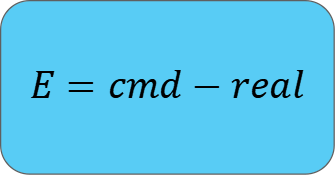 E = cmd − real